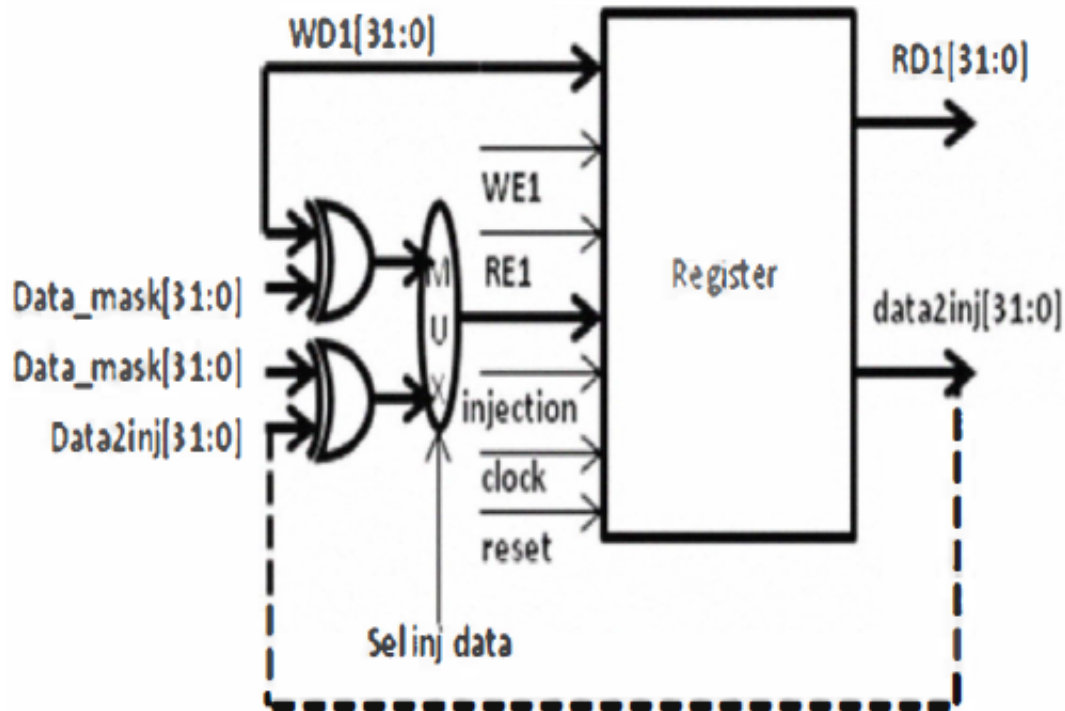 WD1[31:0]
RD1[31:0]
WE1
RE1
Register
Data_mask[31:0]
data2inj[31:0]
MUX
Data_mask[31:0]
injection
Data2inj[31:0]
clock
reset
Sel inj data